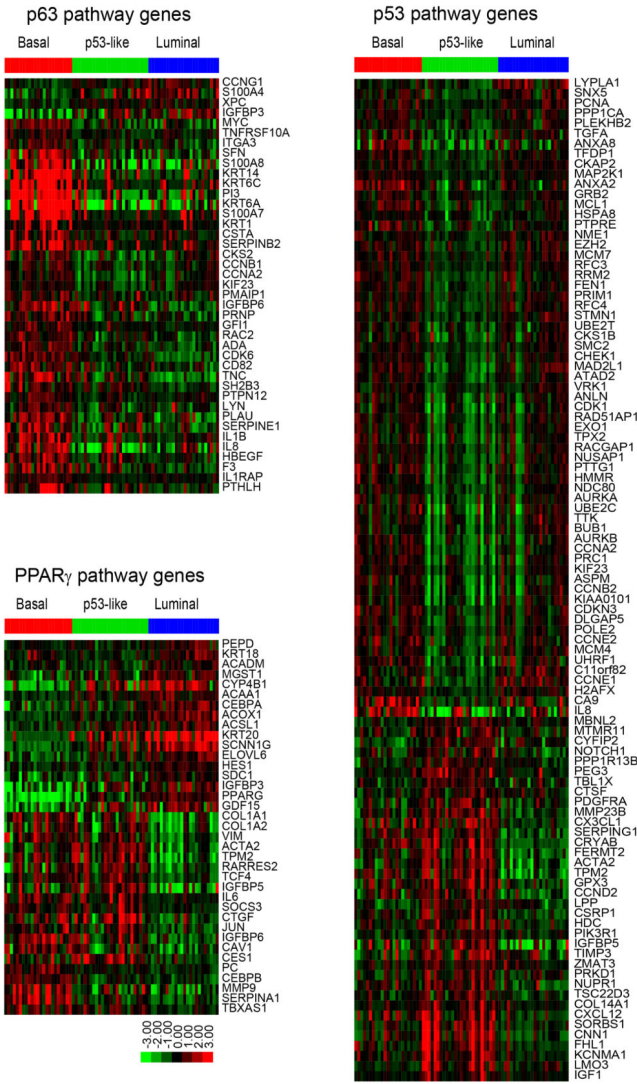 p63 pathway genes
Basal p53-like Luminal
CCNG1
S100A4
XPC
IGFBP3
MYC
TNFRSF10A
ITGA3
SFN
S100A8
KRT14
KRT6C
PI3
KRT6A
S100A7
KRT1
CSTA
SERPINB2
CKS2
CCNB1
CCNA2
KIF23
PMAIP1
IGFBP6
PRNP
GFI1
RAC2
ADA
CDK6
CD82
TNC
SH2B3
PTPN12
LYN
PLAU
SERPINE1
IL1B
IL8
HBEGF
F3
IL1RAP
PTHLH
PPARγ pathway genes
Basal p53-like Luminal
PEPD
KRT18
ACADM
MGST1
CYP4B1
ACAA1
CEBPA
ACOX1
ACSL1
KRT20
SCNN1G
ELOVL6
HES1
SDC1
IGFBP3
PPARG
GDF15
COL1A1
COL1A2
VIM
ACTA2
TPM2
RARRES2
TCF4
IGFBP5
IL6
SOCS3
CTGF
JUN
IGFBP6
CAV1
CES1
PC
CEBPB
MMP9
SERPINA1
TBXAS1
-3.00
-2.00
-1.00
0.00
1.00
2.00
3.00
p53 pathway genes
Basal p53-like Luminal
LYPLA1
SNX5
PCNA
PPP1CA
PLEKHB2
TGFA
ANXA8
TFDP1
CKAP2
MAP2K1
ANXA2
GRB2
MCL1
HSPA8
PTPRE
NME1
EZH2
MCM7
RFC3
RRM2
FEN1
PRIM1
RFC4
STMN1
UBE2T
CKS1B
SMC2
CHEK1
MAD2L1
ATAD2
VRK1
ANLN
CDK1
RAD51AP1
EXO1
TPX2
RACGAP1
NUSAP1
PTTG1
HMMR
NDC80
AURKA
UBE2C
TTK
BUB1
AURKB
CCNA2
PRC1
KIF23
ASPM
CCNB2
KIAA0101
CDKN3
DLGAP5
POLE2
CCNE2
MCM4
UHRF1
C11orf82
CCNE1
H2AFX
CA9
IL8
MBNL2
MTMR11
CYFIP2
NOTCH1
PPP1R13B
PEG3
TBL1X
CTSF
PDGFRA
MMP23B
CX3CL1
SERPING1
CRYAB
FERMT2
ACTA2
TPM2
GPX3
CCND2
LPP
CSRP1
HDC
PIK3R1
IGFBP5
TIMP3
ZMAT3
PRKD1
NUPR1
TSC22D3
COL14A1
CXCL12
SORBS1
CNN1
FHL1
KCNMA1
LMO3
IGF1